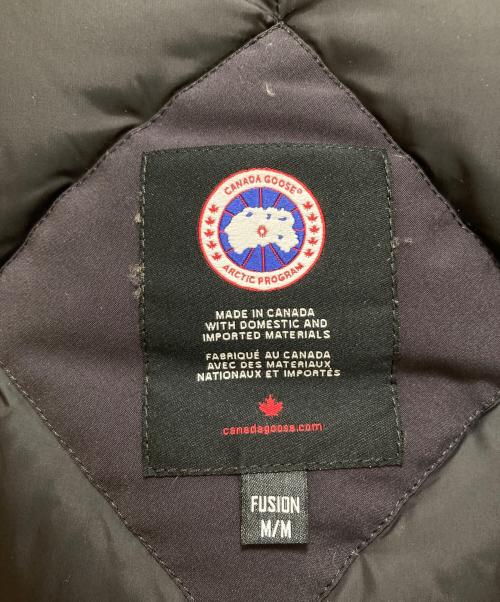 CANADA GOOSE®
ARCTIC PROGRAM
MADE IN CANADA
WITH DOMESTIC AND
IMPORTED MATERIALS
FABRIQUÉ AU CANADA
AVEC DES MATERIAUX
NATIONAUX ET IMPORTÉS
canadagoose.com
FUSION
M/M